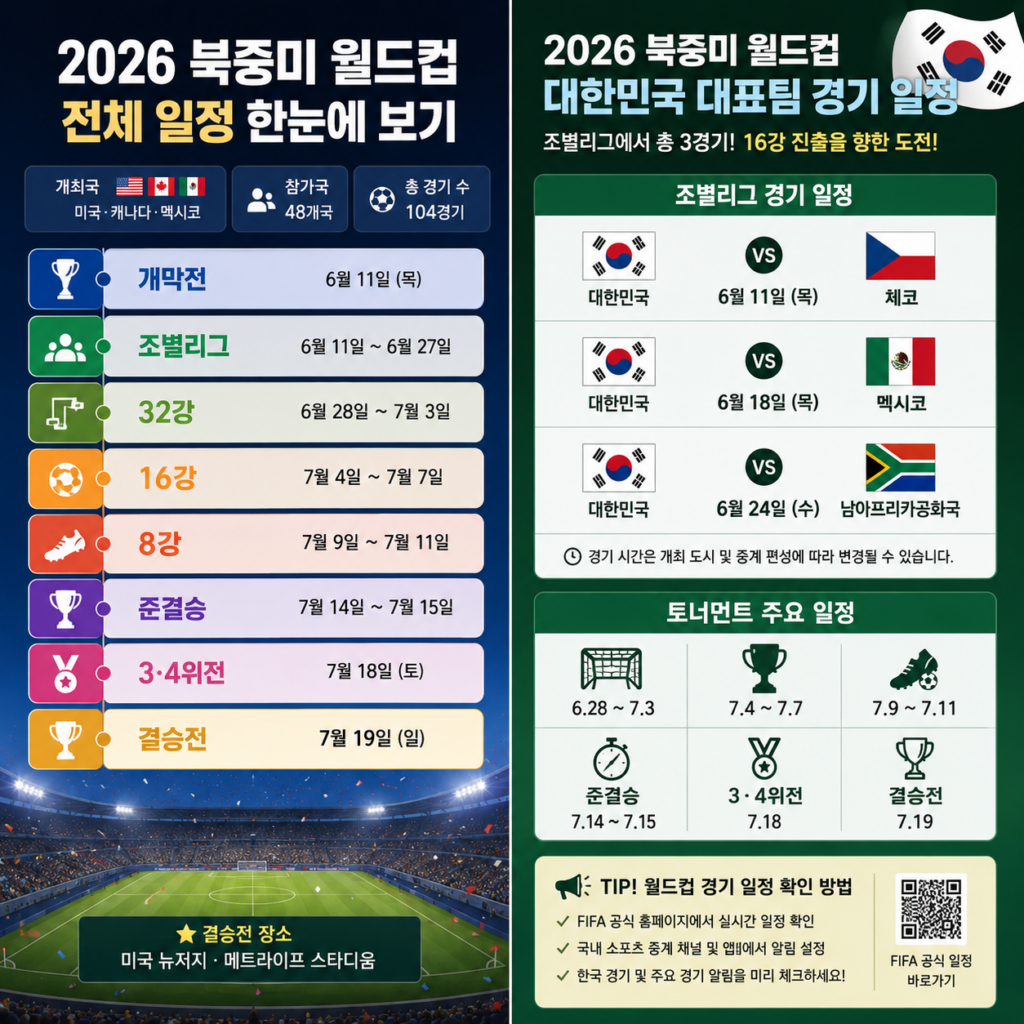 2026 북중미 월드컵
전체 일정 한눈에 보기
개최국
미국·캐나다·멕시코
참가국
48개국
총 경기 수
104경기
개막전
6월 11일 (목)
조별리그
6월 11일 ~ 6월 27일
32강
6월 28일 ~ 7월 3일
16강
7월 4일 ~ 7월 7일
8강
7월 9일 ~ 7월 11일
준결승
7월 14일 ~ 7월 15일
3·4위전
7월 18일 (토)
결승전
7월 19일 (일)
결승전 장소
미국 뉴저지 · 메트라이프 스타디움
2026 북중미 월드컵
대한민국 대표팀 경기 일정
조별리그에서 총 3경기! 16강 진출을 향한 도전!
조별리그 경기 일정
VS
대한민국 6월 11일 (목) 체코
VS
대한민국 6월 18일 (목) 멕시코
VS
대한민국 6월 24일 (수) 남아프리카공화국
경기 시간은 개최 도시 및 중계 편성에 따라 변경될 수 있습니다.
토너먼트 주요 일정
6.28 ~ 7.3
7.4 ~ 7.7
7.9 ~ 7.11
준결승
7.14 ~ 7.15
3·4위전
7.18
결승전
7.19
TIP! 월드컵 경기 일정 확인 방법
FIFA 공식 홈페이지에서 실시간 일정 확인
국내 소포츠 중계 채널 및 알림 설정
한국 경기 및 주요 경기 알림을 미리 체크하세요!
FIFA 공식 일정
바로가기